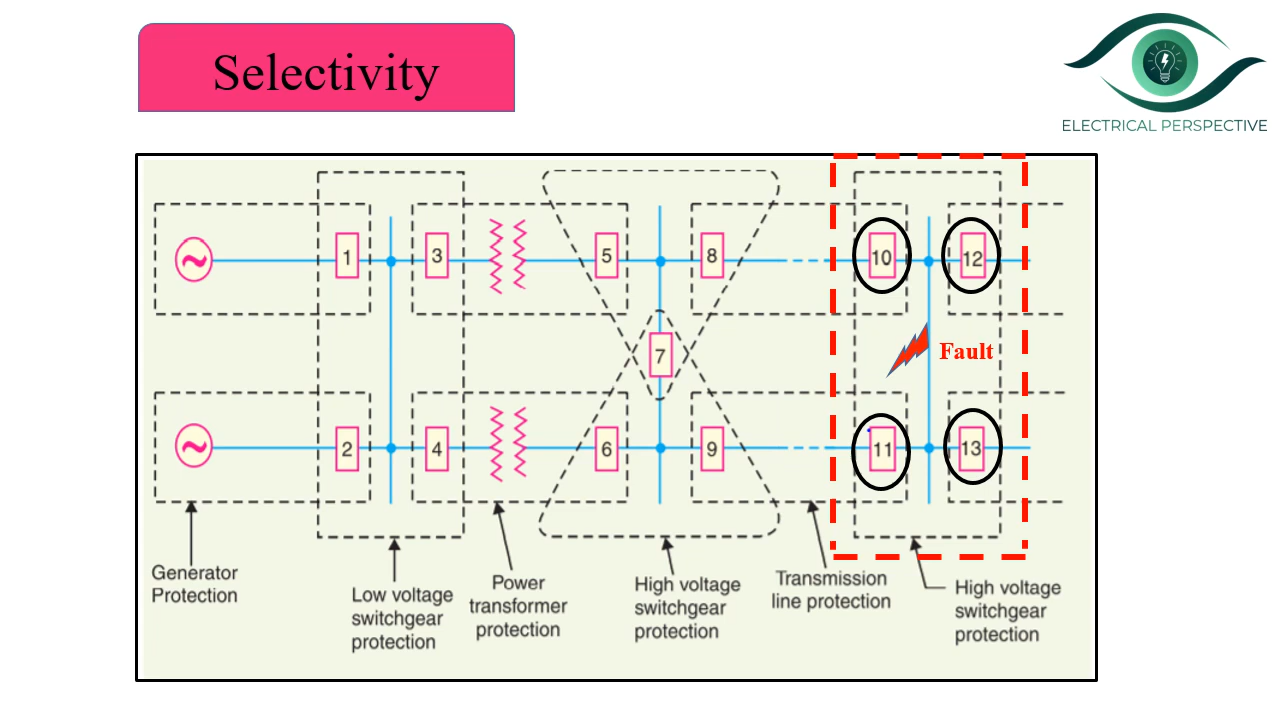 Selectivity
ELECTRICAL PERSPECTIVE
1
3
5
8
10
12
7
Fault
2
4
6
9
11
13
Generator
Protection
Low voltage
switchgear
protection
Power
transformer
protection
High voltage
switchgear
protection
Transmission
line protection
High voltage
switchgear
protection